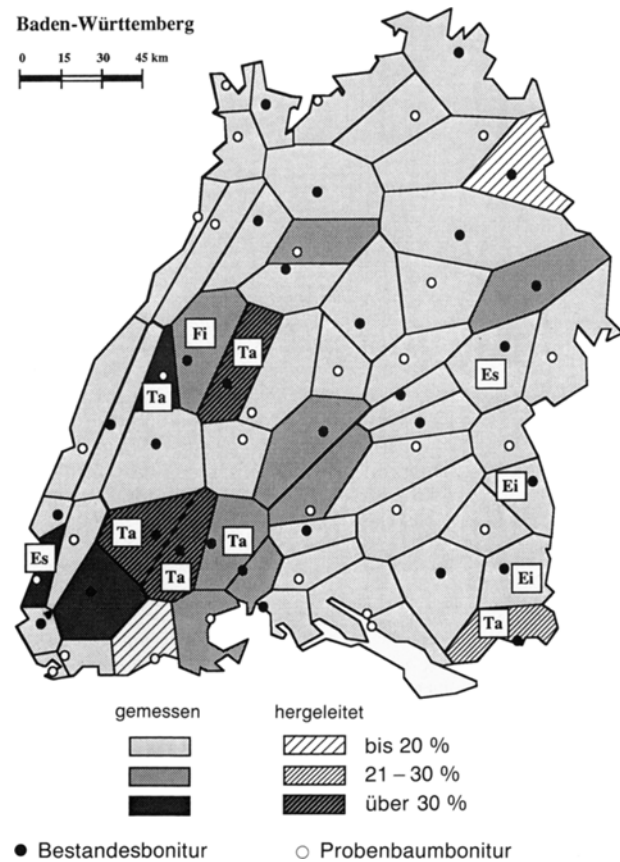 Baden-Württemberg
0 15 30 45 km
Fi
Ta
Ta
Es
Ei
Ta
Ta
Es
Ta
Ei
Ta
gemessen hergeleitet
bis 20 %
21 – 30 %
über 30 %
Bestandesbonitur Probenbaumbonitur